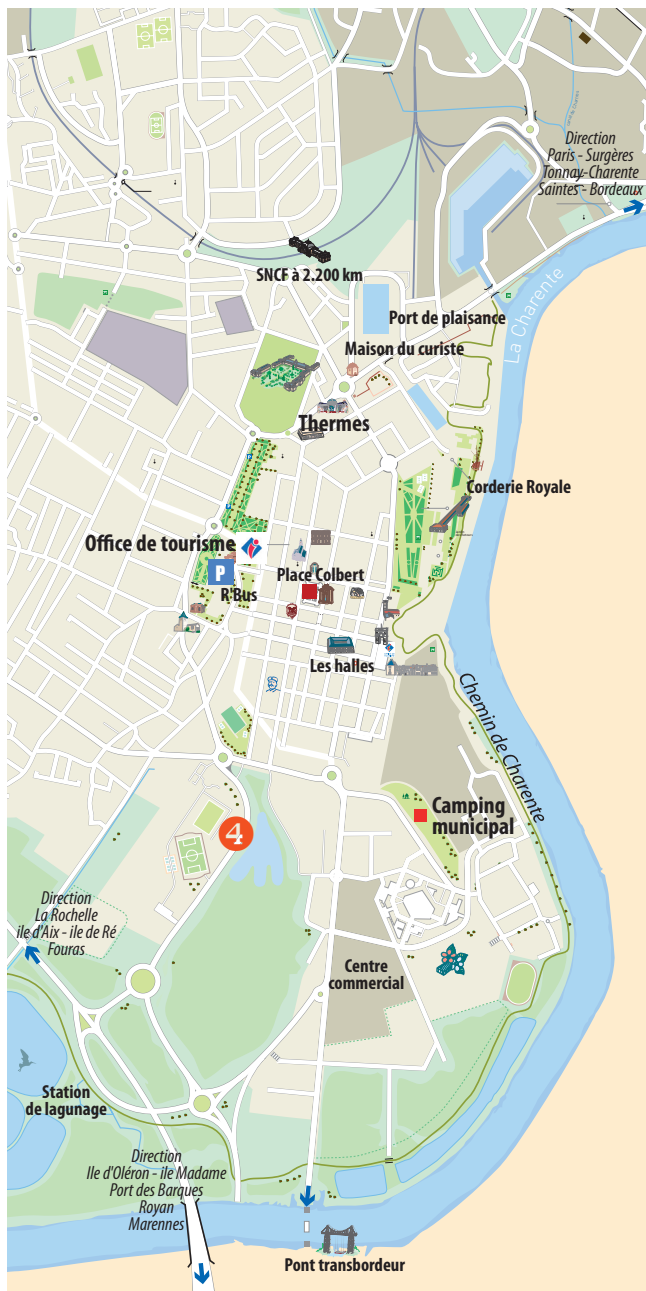 Direction
Paris - Surgères
Tonnay-Charente
Saintes - Bordeaux
SNCF à 2.200 km
La Charente
Port de plaisance
Maison du curiste
Thermes
Corderie Royale
Office de tourisme
P
R'Bus
Place Colbert
Les halles
Chemin de Charente
Camping
municipal
4
Direction
La Rochelle
ile d'Aix - ile de Ré
Fouras
Centre
commercial
Station
de lagunage
Direction
Ile d'Oléron - ile Madame
Port des Barques
Royan
Marennes
Pont transbordeur